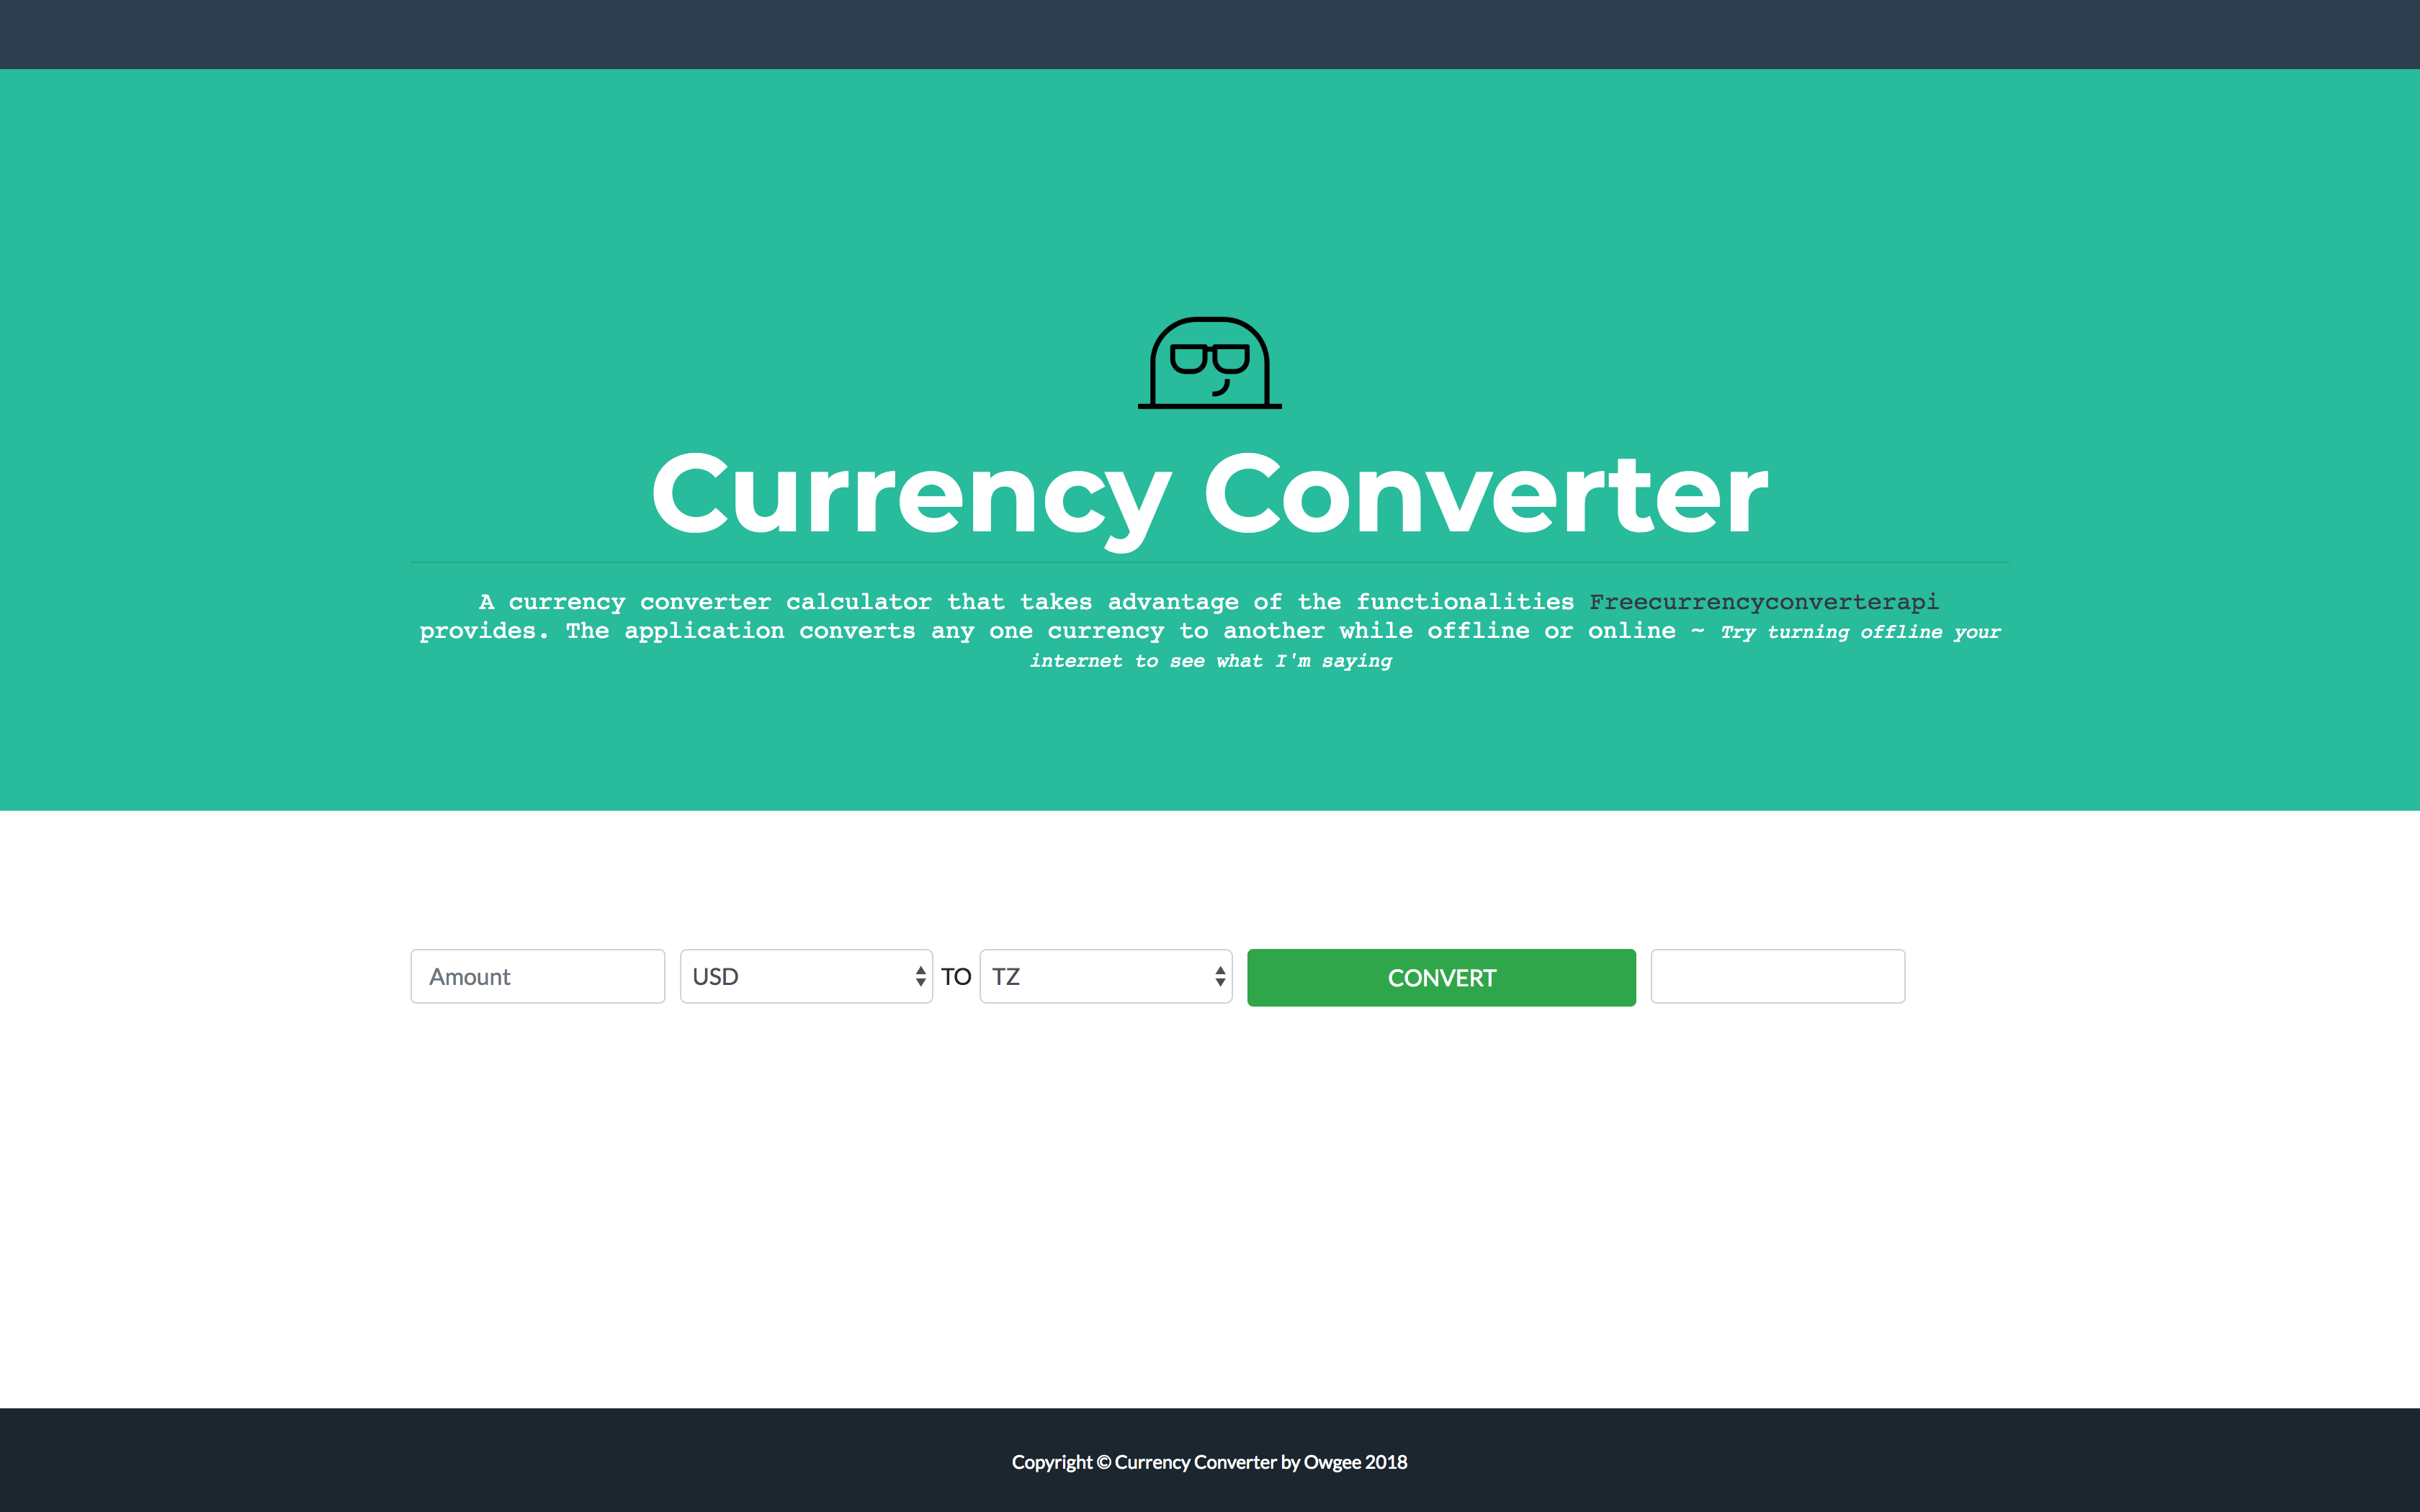 Currency Converter
A currency converter calculator that takes advantage of the functionalities Freecurrencyconverterapi
provides. The application converts any one currency to another while offline or online ~ Try turning offline your
internet to see what I'm saying
Amount USD TO TZ CONVERT
Copyright © Currency Converter by Owgee 2018